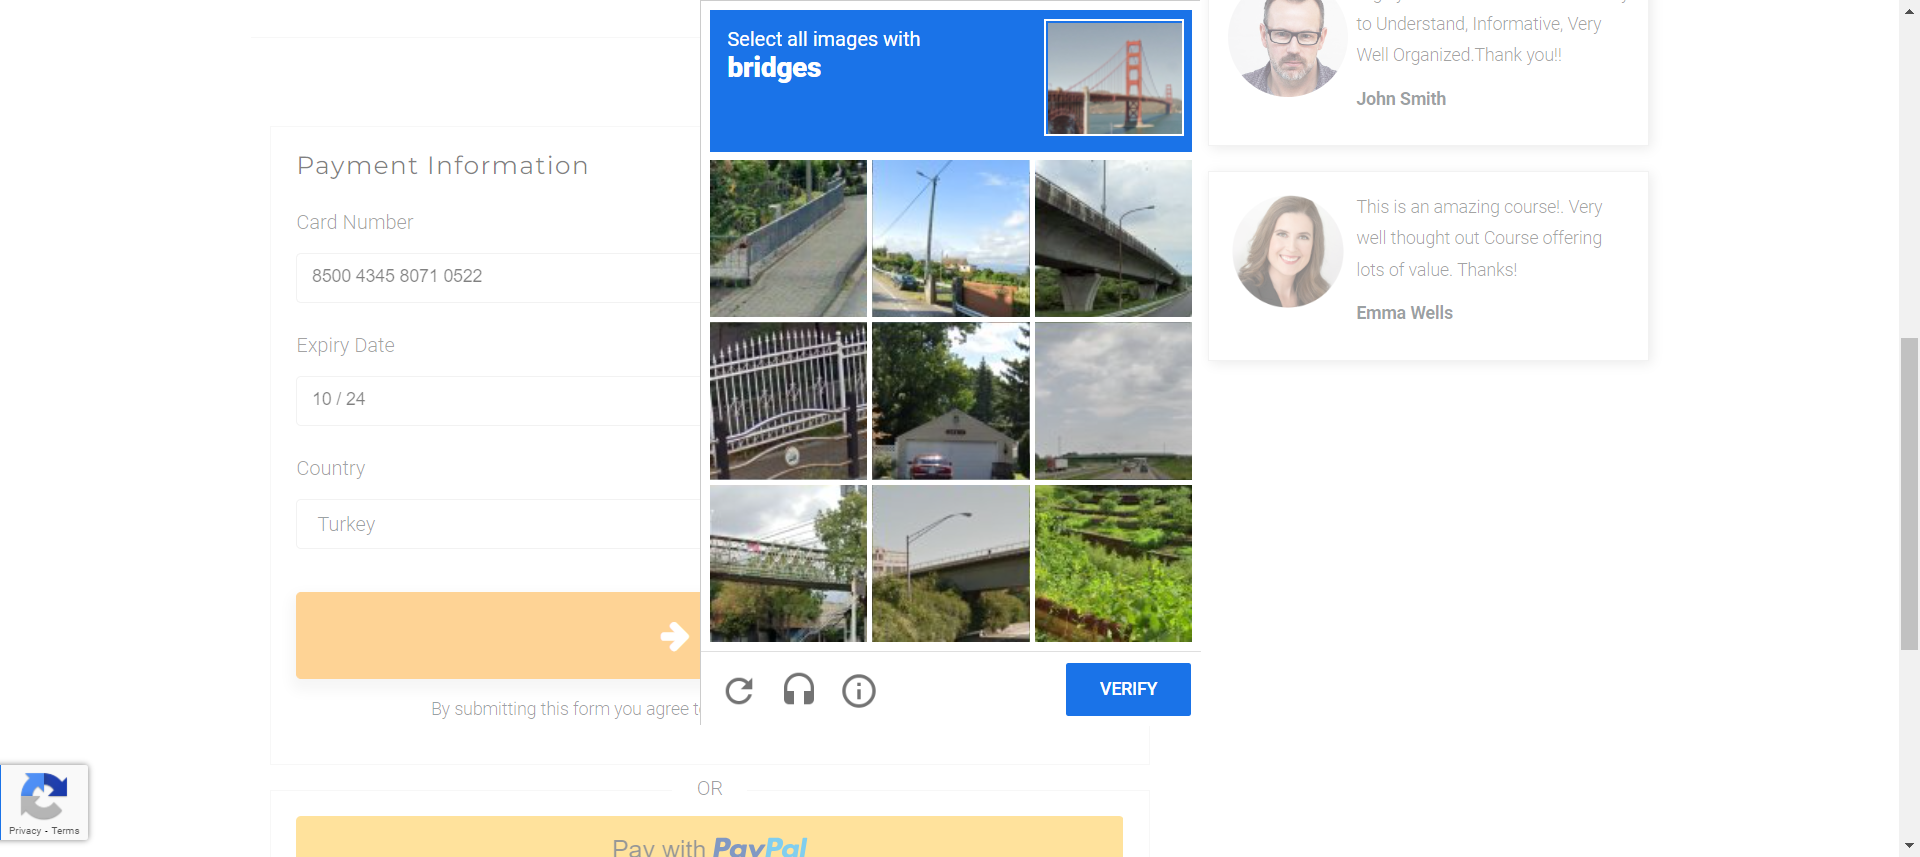 Select all images with
bridges
to Understand, Informative, Very
Well Organized.Thank you!!
John Smith
Payment Information
Card Number
8500 4345 8071 0522
Expiry Date
10 / 24
Country
Turkey
By submitting this form you agree
This is an amazing course!. Very
well thought out Course offering
lots of value. Thanks!
Emma Wells
VERIFY
Privacy - Terms
OR
Pay with PayPal